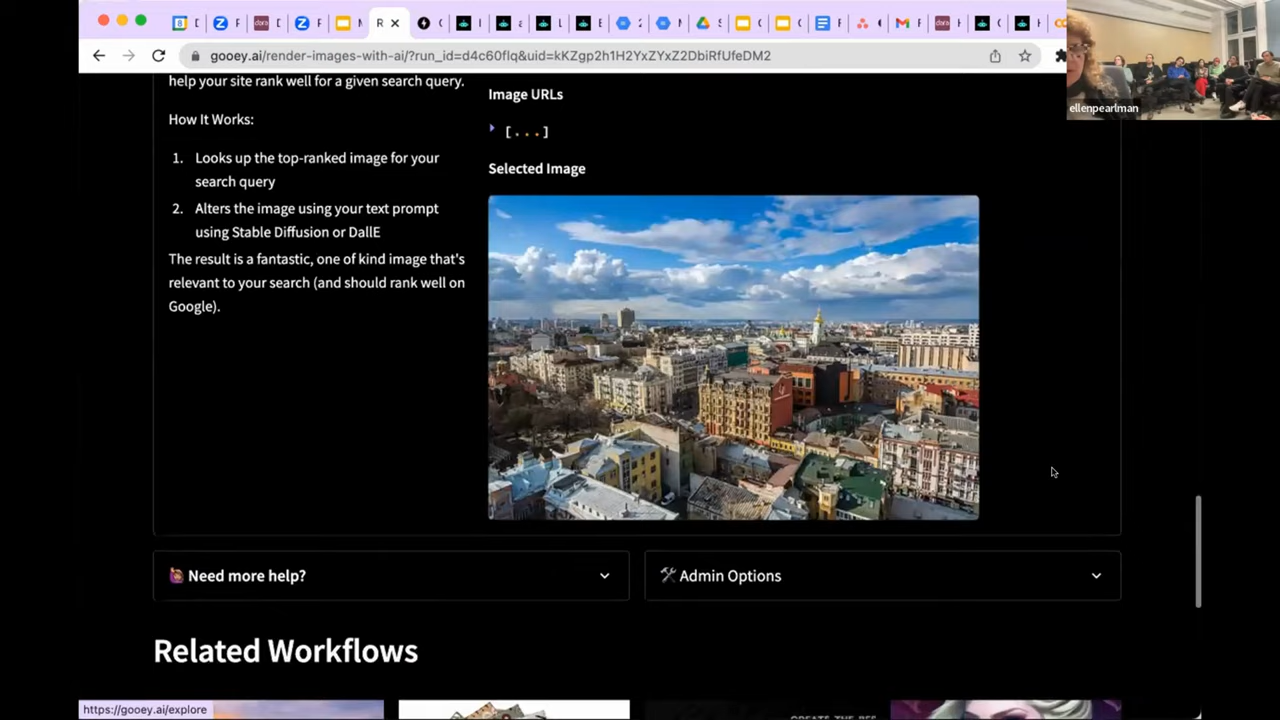 gooey.ai/render-images-with-ai/?run_id=d4c60flq&uid=kKZgp2h1H2YxZYxZ2DbiRfUfeDM2
ellenpearlman
help your site rank well for a given search query.
How It Works:
1. Looks up the top-ranked image for your
search query
2. Alters the image using your text prompt
using Stable Diffusion or DallE
The result is a fantastic, one of kind image that's
relevant to your search (and should rank well on
Google).
Image URLs
[...]
Selected Image
Need more help?
Admin Options
Related Workflows
https://gooey.ai/explore